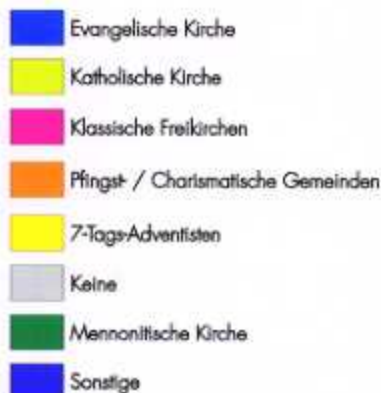 Evangelische Kirche
Katholische Kirche
Klassische Freikirchen
Pfingst- / Charismatische Gemeinden
7-Tags-Adventisten
Keine
Mennonitische Kirche
Sonstige